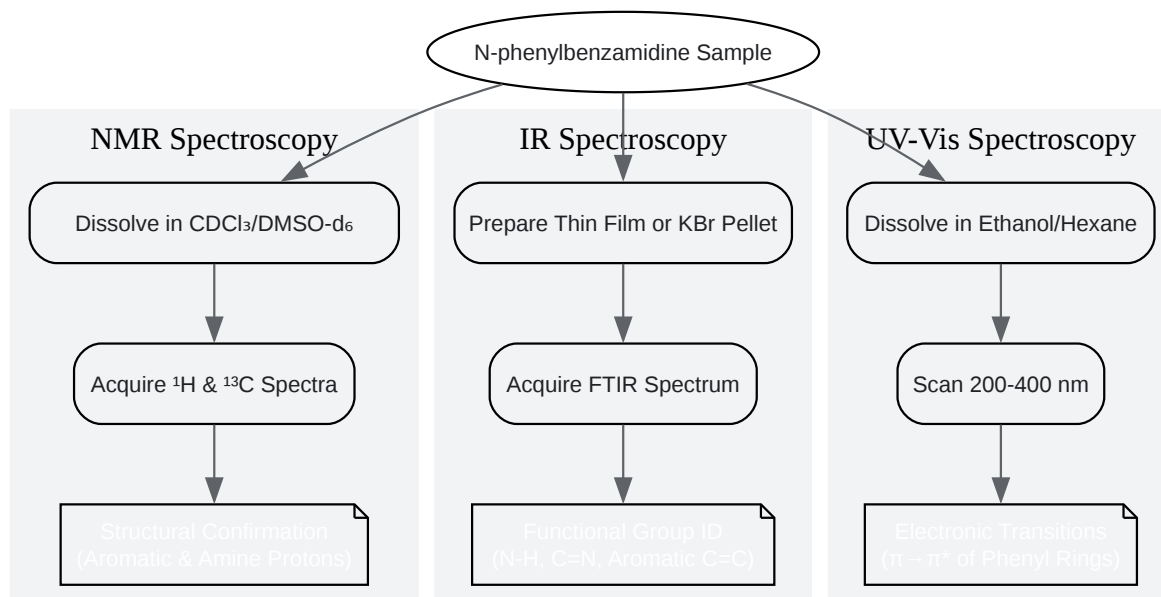 N-phenylbenzamidine Sample
NMR Spectroscopy
Dissolve in CDCl₃/DMSO-d₆
Acquire ¹H & ¹³C Spectra
Structural Confirmation
(Aromatic & Amine Protons)
IR Spectroscopy
Prepare Thin Film or KBr Pellet
Acquire FTIR Spectrum
Functional Group ID
(N-H, C=N, Aromatic C=C)
UV-Vis Spectroscopy
Dissolve in Ethanol/Hexane
Scan 200-400 nm
Electronic Transitions
(π→π* of Phenyl Rings)